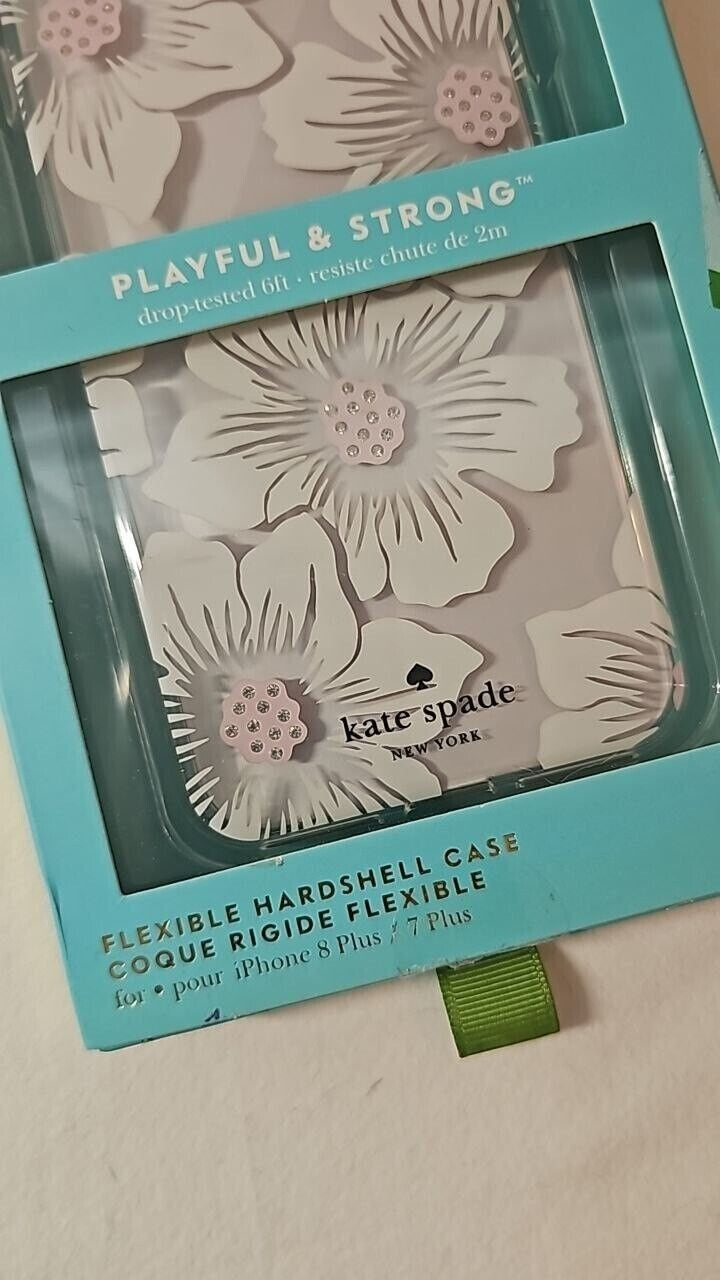 PLAYFUL & STRONG™
drop-tested 6ft • resiste chute de 2m
kate spade
NEW YORK
FLEXIBLE HARDSHELL CASE
COQUE RIGIDE FLEXIBLE
for • pour iPhone 8 Plus / 7 Plus